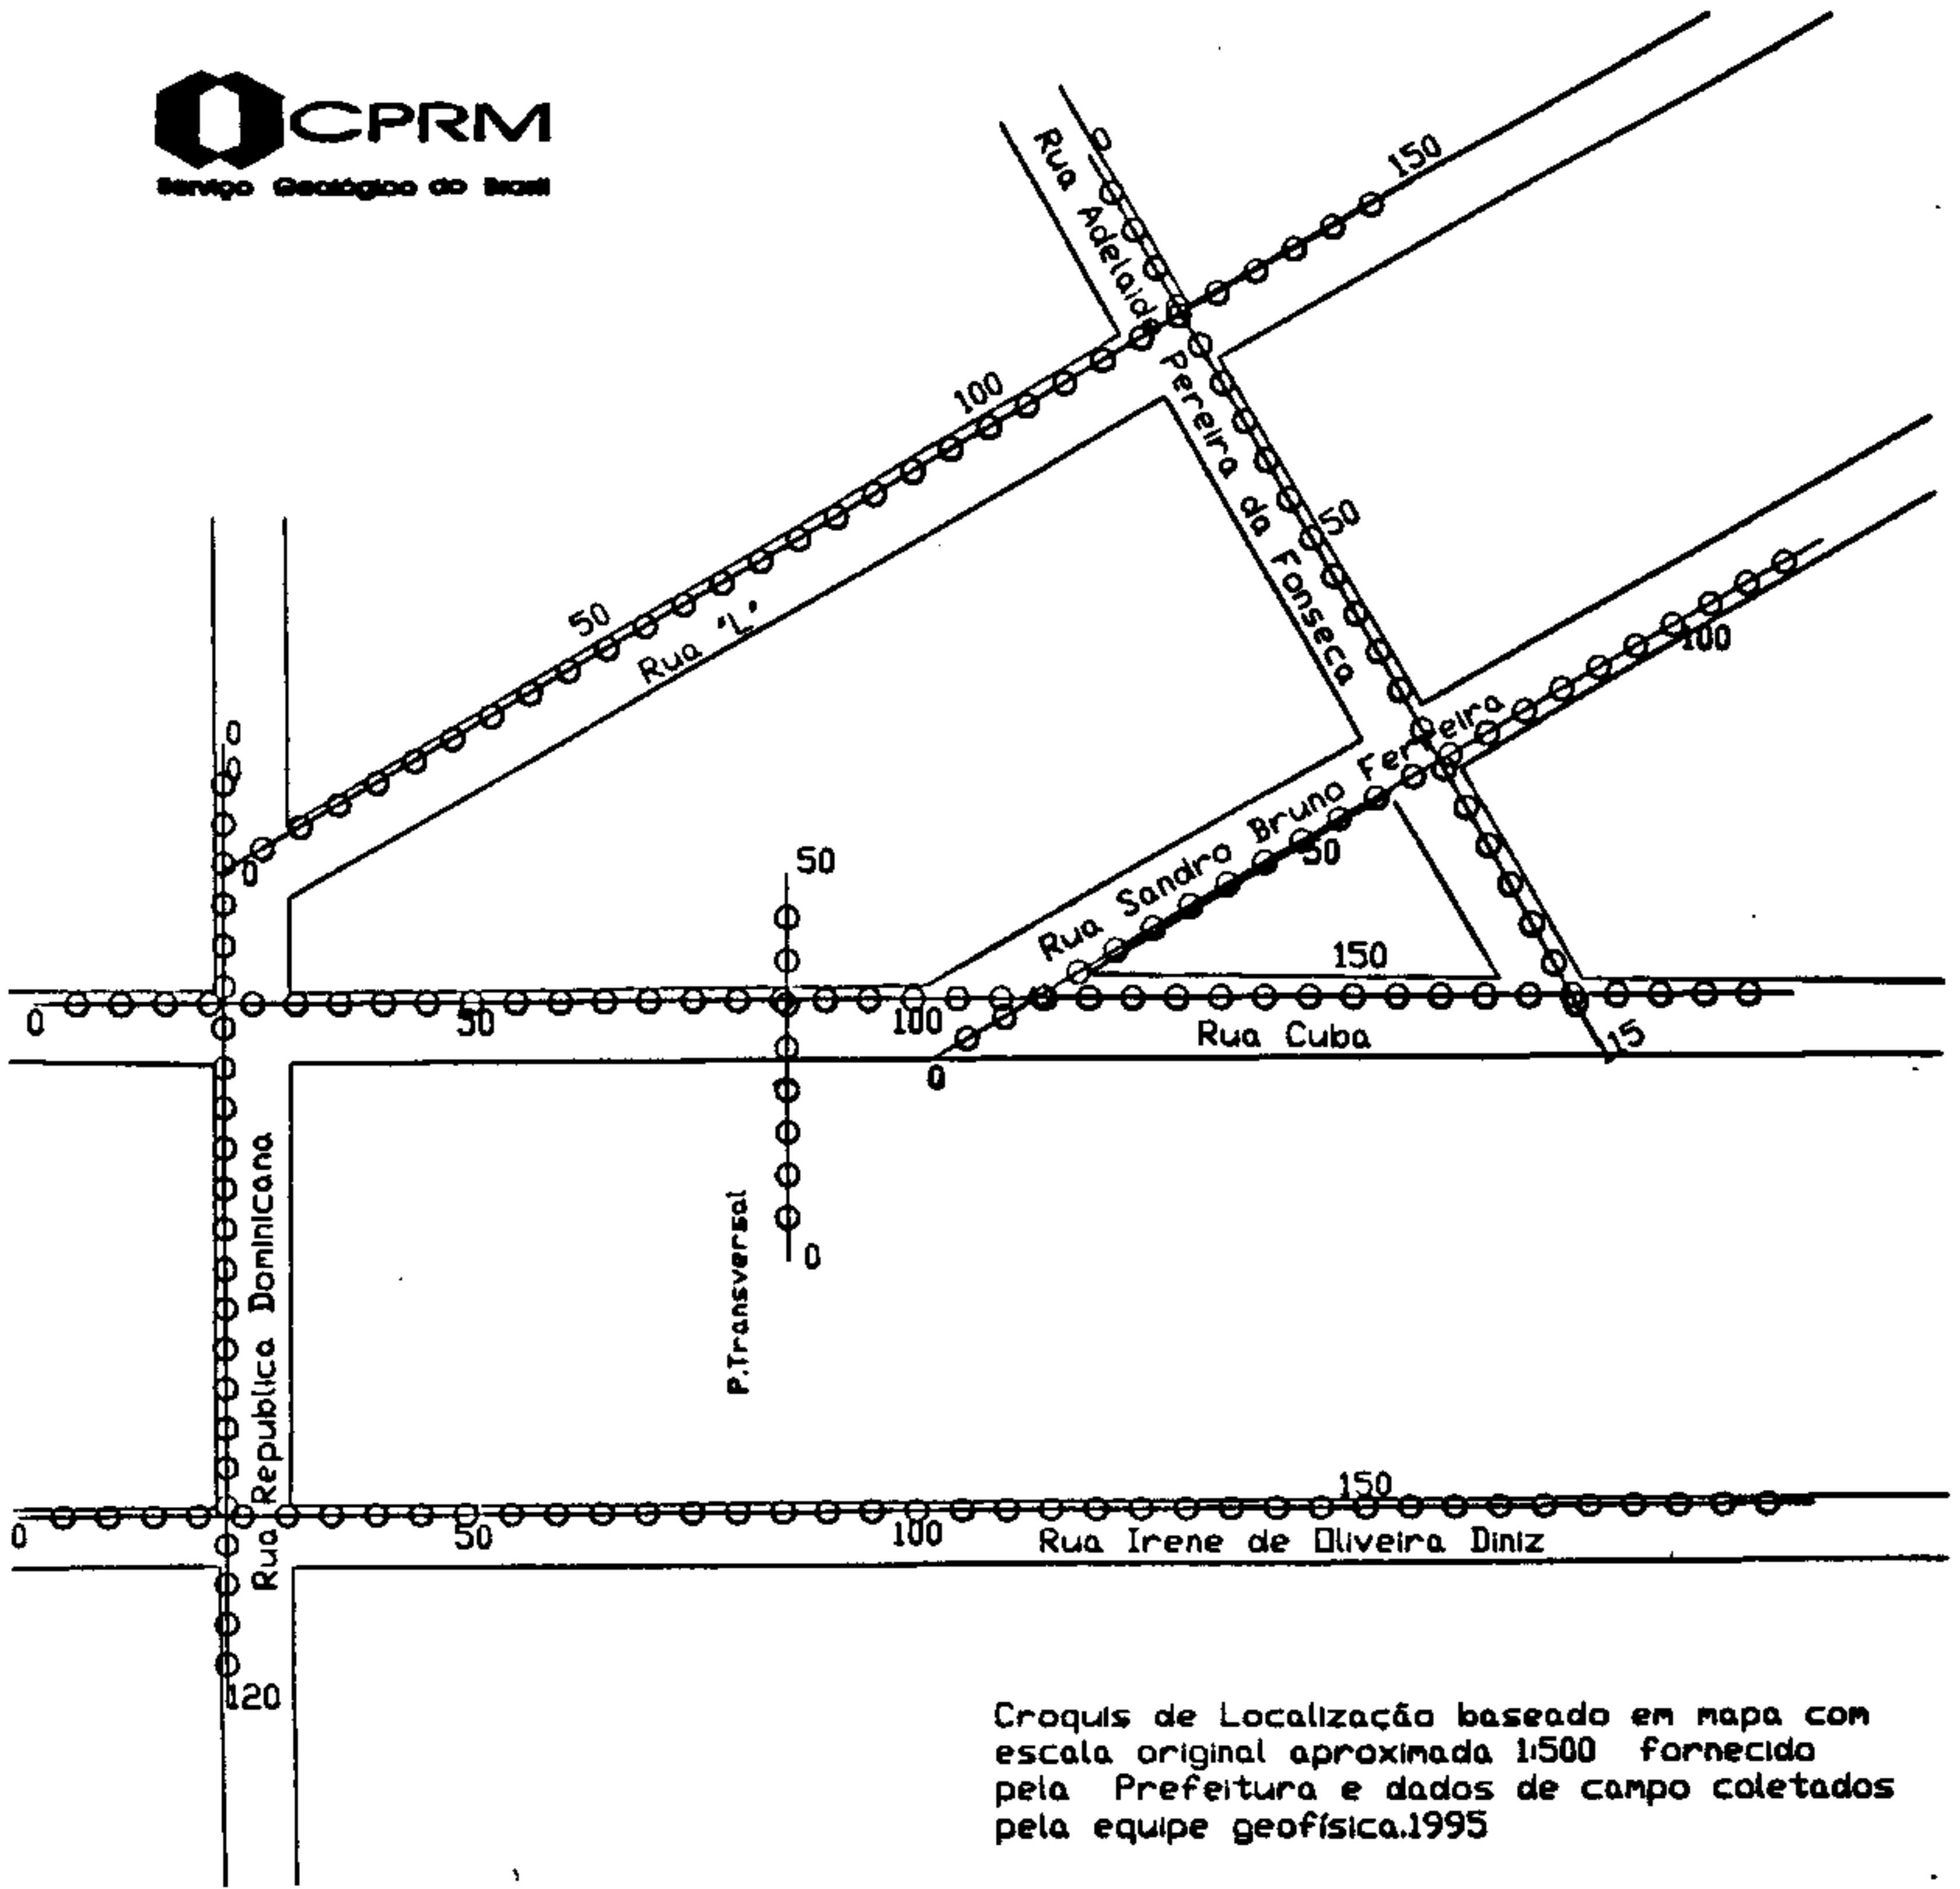 CPRM
Serviço Geológico do Brasil
0
Rua Adelaid
Pereira da Fonseca
50
15
150
100
50
Rua "L"
0
0
0
120
Rua Republica Dominicana
50
0
P.Transversal
Rua Sandro Bruno Ferreira
0
50
100
0
50
100
150
Rua Cuba
0
50
100
150
Rua Irene de Oliveira Diniz
Croquis de Localização baseado em mapa com
escala original aproximada 1:500 fornecido
pela Prefeitura e dados de campo coletados
pela equipe geofísica.1995